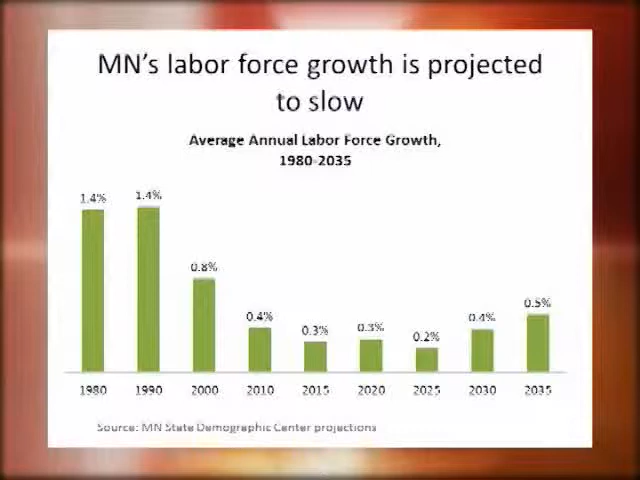 MN's labor force growth is projected
to slow
Average Annual Labor Force Growth,
1980-2035
1.4%
1.4%
0.8%
0.4%
0.3%
0.3%
0.2%
0.4%
0.5%
1980 1990 2000 2010 2015 2020 2025 2030 2035
Source: MN State Demographic Center projections